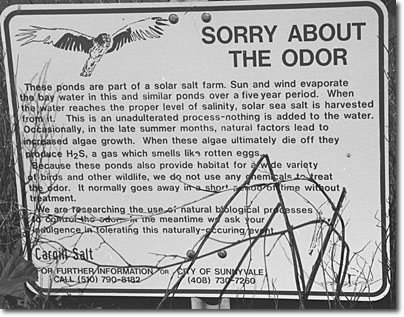 SORRY ABOUT
THE ODOR
These ponds are part of a solar salt farm. Sun and wind evaporate
the bay water in this and similar ponds over a five year period. When
the water reaches the proper level of salinity, solar sea salt is harvested
from it. This is an unadulterated process-nothing is added to the water.
Occasionally, in the late summer months, natural factors lead to
increased algae growth. When these algae ultimately die off they
produce H2S, a gas which smells like rotten eggs.
Because these ponds also provide habitat for a wide variety
of birds and other wildlife, we do not use any chemicals to treat
the odor. It normally goes away in a short period of time without
treatment.
We are researching the use of natural biological processes
to control the odors in the meantime we ask your
indulgence in tolerating this naturally-occuring event.
Cargill Salt
FOR FURTHER INFORMATION or CITY OF SUNNYVALE
CALL (510) 790-8182 (408) 730-7260